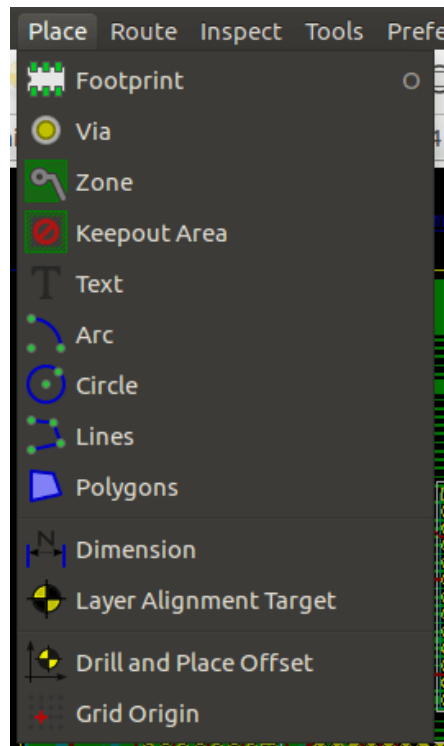 Place Route Inspect Tools Prefe
Footprint O
Via
Zone
Keepout Area
Text
Arc
Circle
Lines
Polygons
Dimension
Layer Alignment Target
Drill and Place Offset
Grid Origin